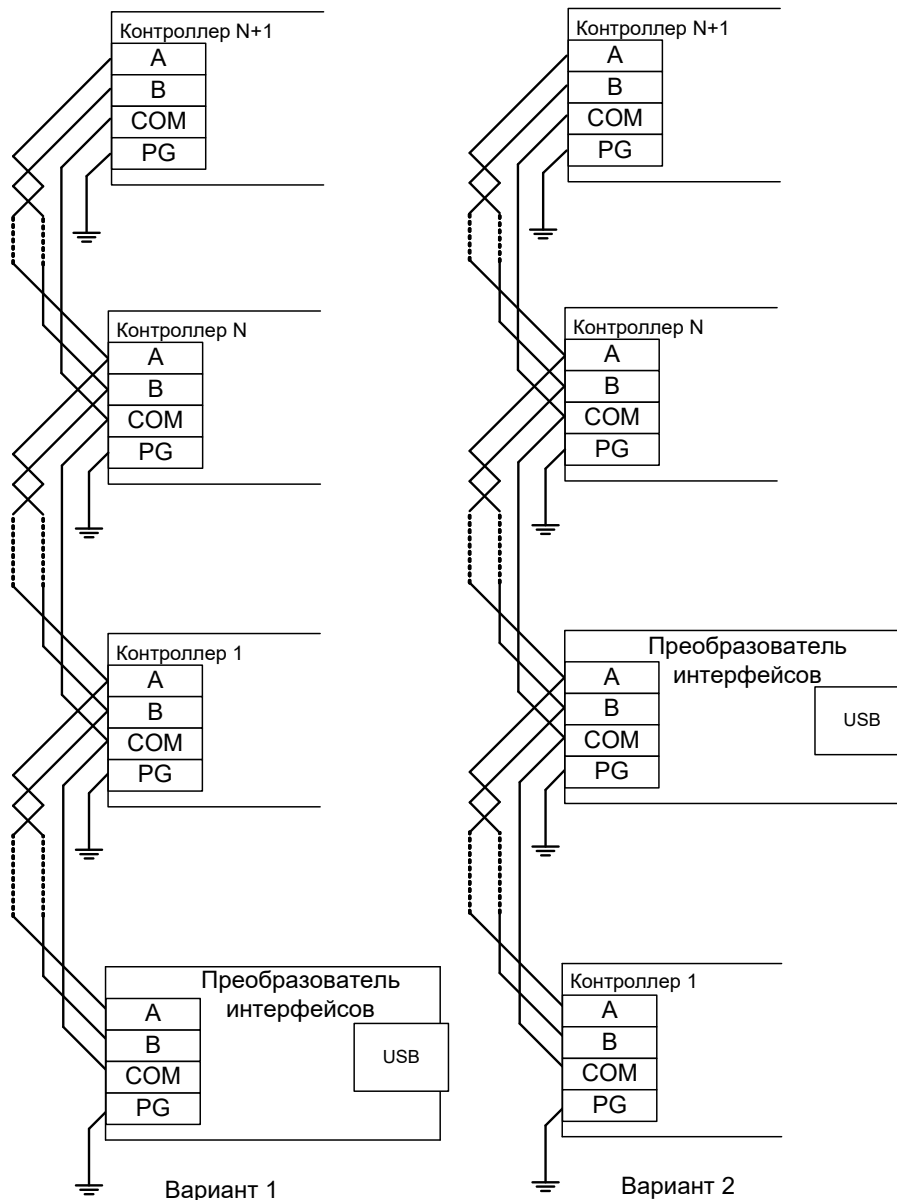 Контроллер N+1
A
B
COM
PG
Контроллер N
A
B
COM
PG
Контроллер 1
A
B
COM
PG
Преобразователь
интерфейсов
A
B
COM
PG
USB
Вариант 1
Контроллер N+1
A
B
COM
PG
Контроллер N
A
B
COM
PG
Преобразователь
интерфейсов
A
B
COM
PG
USB
Контроллер 1
A
B
COM
PG
Вариант 2